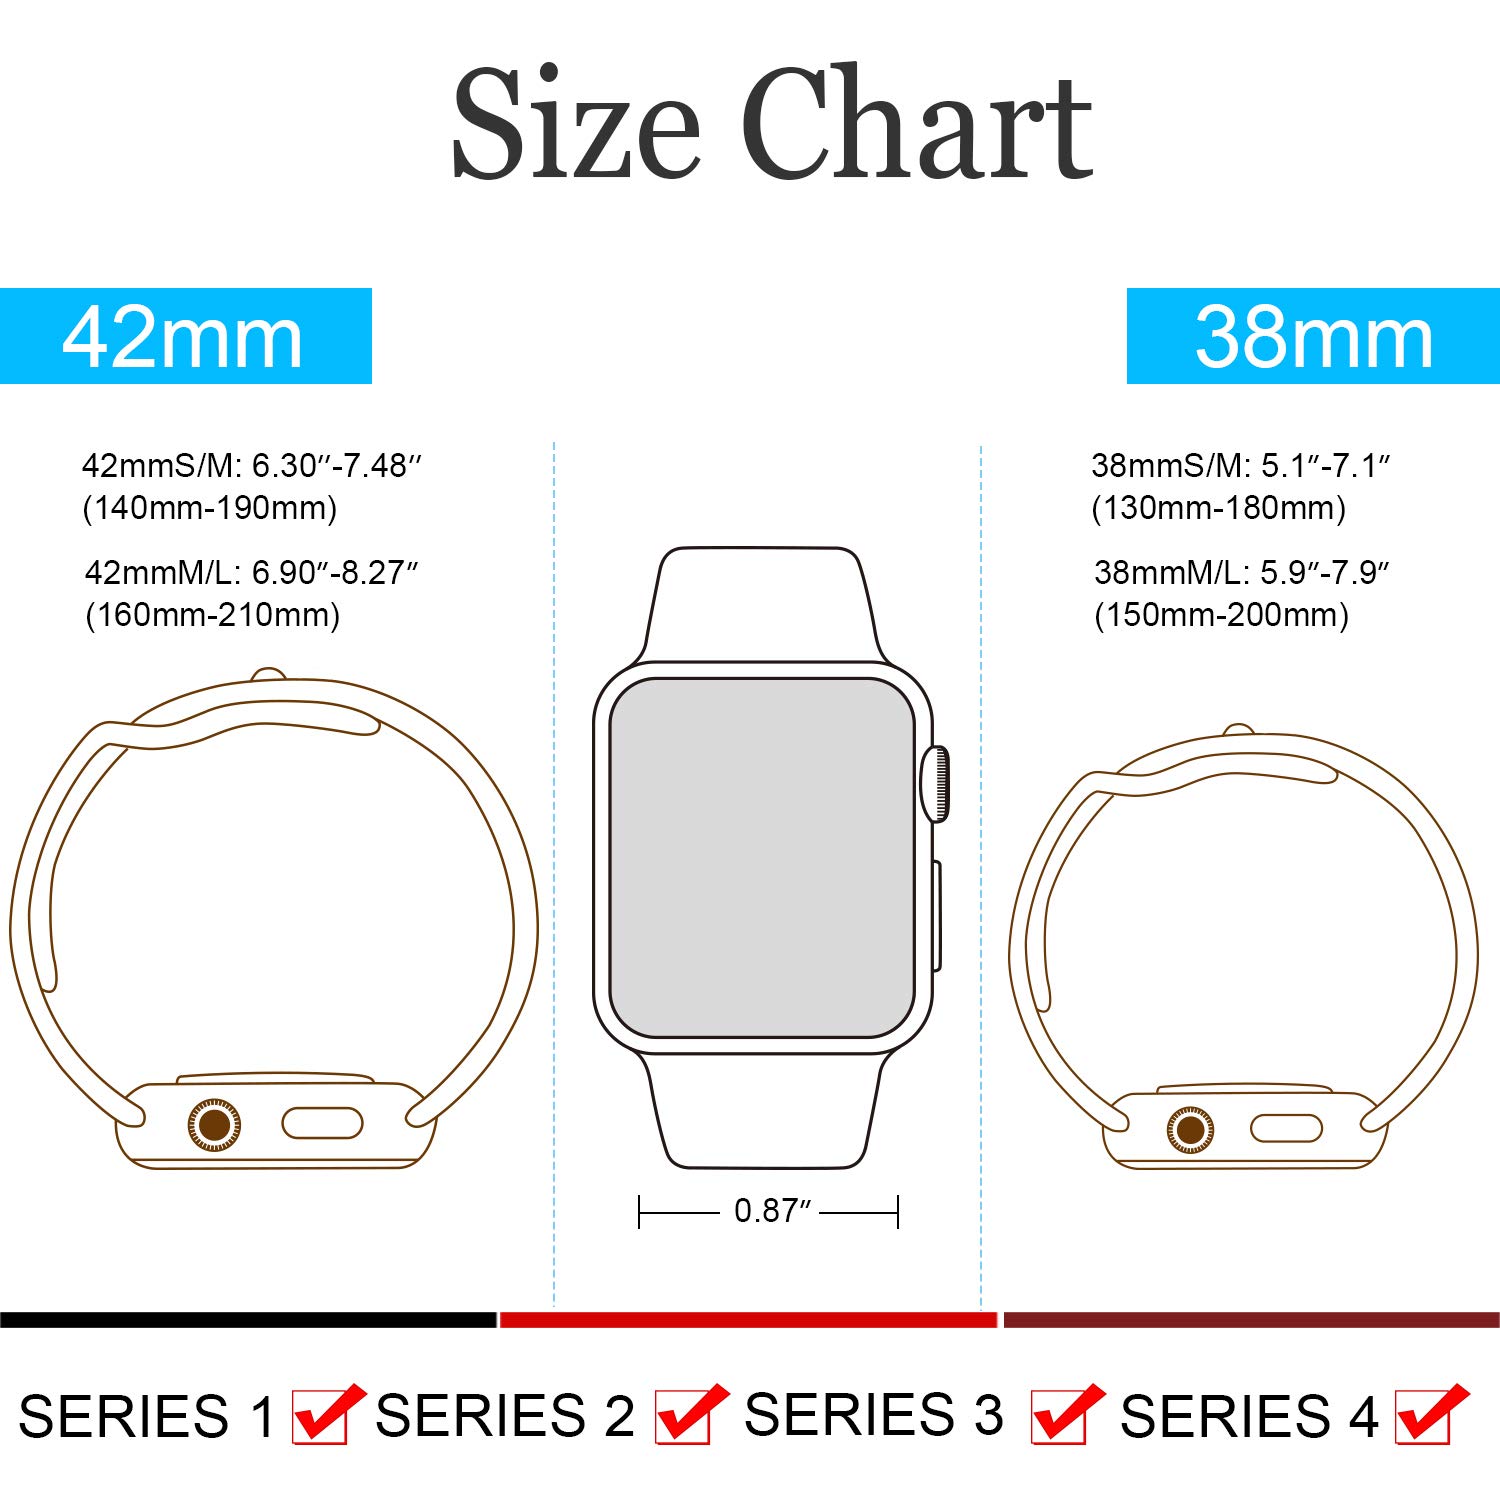 Size Chart
42mm
38mm
42mmS/M: 6.30″-7.48″
(140mm-190mm)
42mmM/L: 6.90″-8.27″
(160mm-210mm)
38mmS/M: 5.1″-7.1″
(130mm-180mm)
38mmM/L: 5.9″-7.9″
(150mm-200mm)
0.87″
SERIES 1 SERIES 2 SERIES 3 SERIES 4